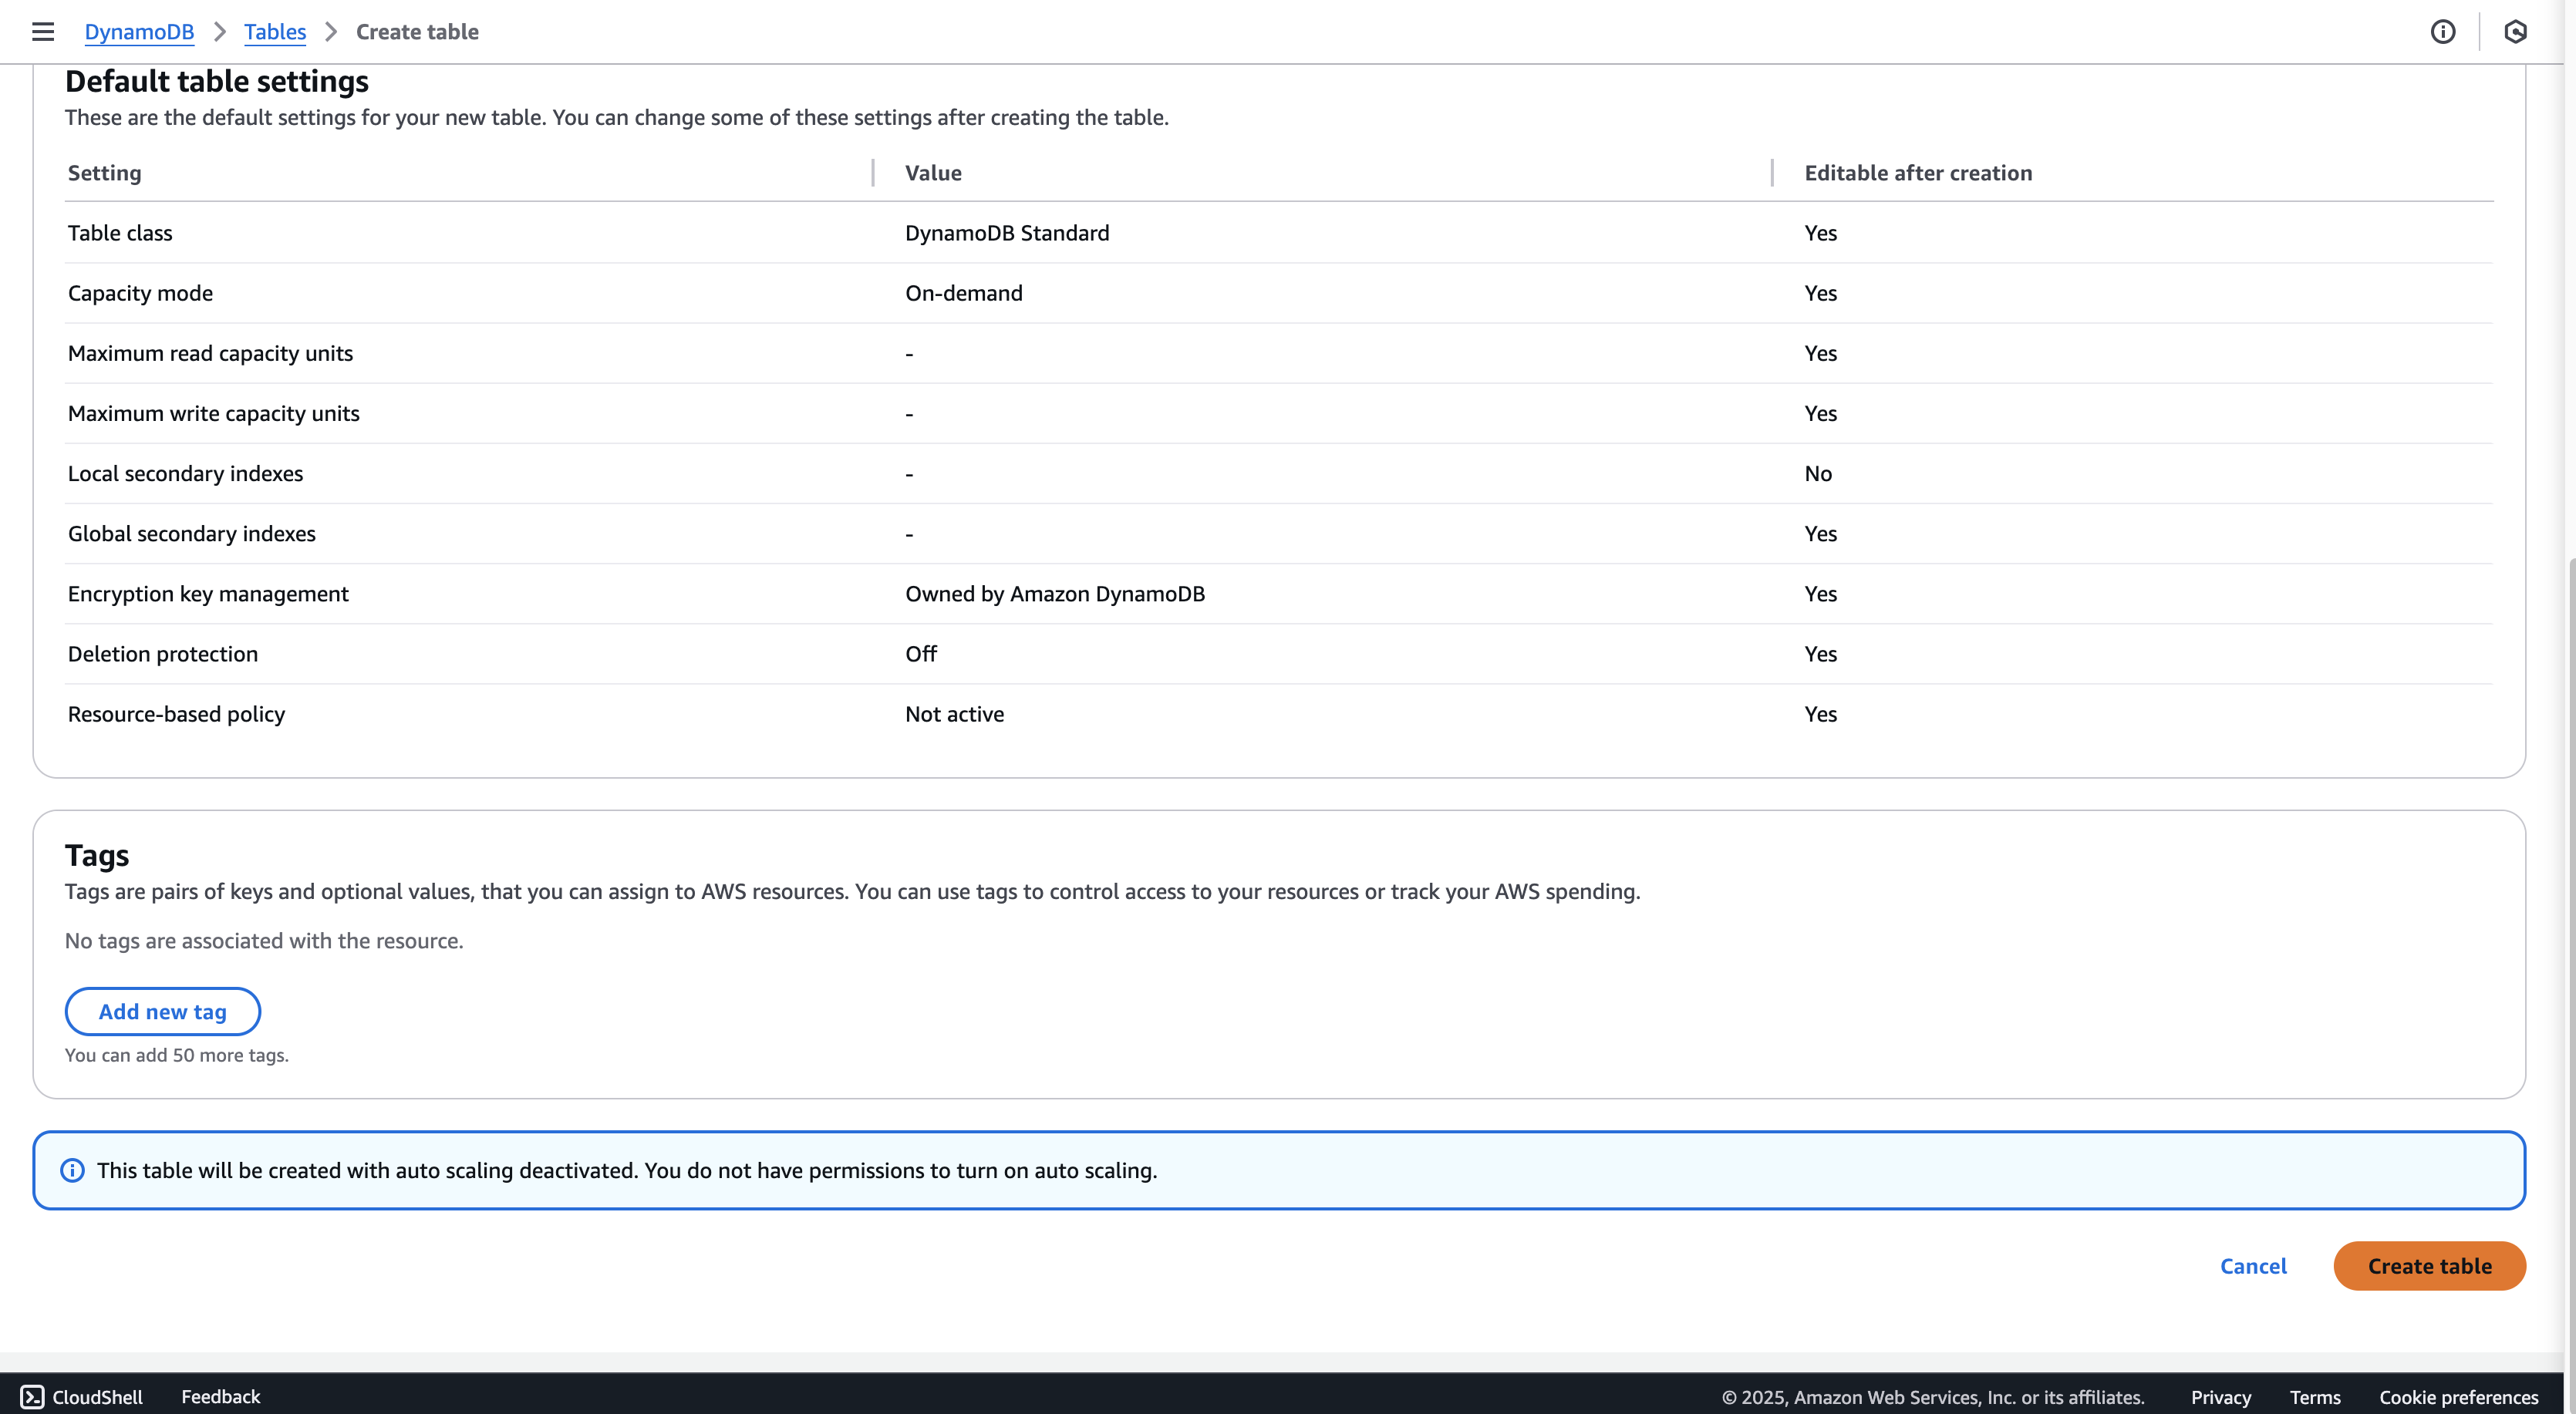 DynamoDB > Tables > Create table
Default table settings
These are the default settings for your new table. You can change some of these settings after creating the table.
Setting Value Editable after creation
Table class DynamoDB Standard Yes
Capacity mode On-demand Yes
Maximum read capacity units - Yes
Maximum write capacity units - Yes
Local secondary indexes - No
Global secondary indexes - Yes
Encryption key management Owned by Amazon DynamoDB Yes
Deletion protection Off Yes
Resource-based policy Not active Yes
Tags
Tags are pairs of keys and optional values, that you can assign to AWS resources. You can use tags to control access to your resources or track your AWS spending.
No tags are associated with the resource.
Add new tag
You can add 50 more tags.
This table will be created with auto scaling deactivated. You do not have permissions to turn on auto scaling.
Cancel Create table
CloudShell Feedback © 2025, Amazon Web Services, Inc. or its affiliates. Privacy Terms Cookie preferences